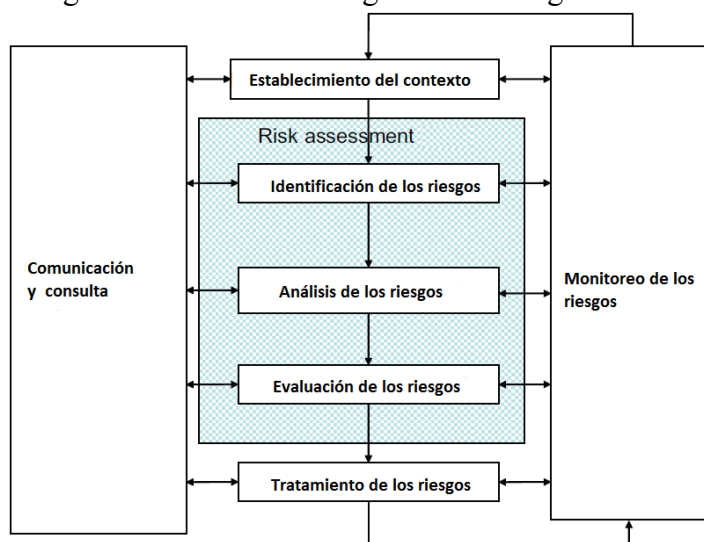 Establecimiento del contexto
Risk assessment
Identificación de los riesgos
Comunicación
y consulta
Análisis de los riesgos
Monitoreo de los
riesgos
Evaluación de los riesgos
Tratamiento de los riesgos